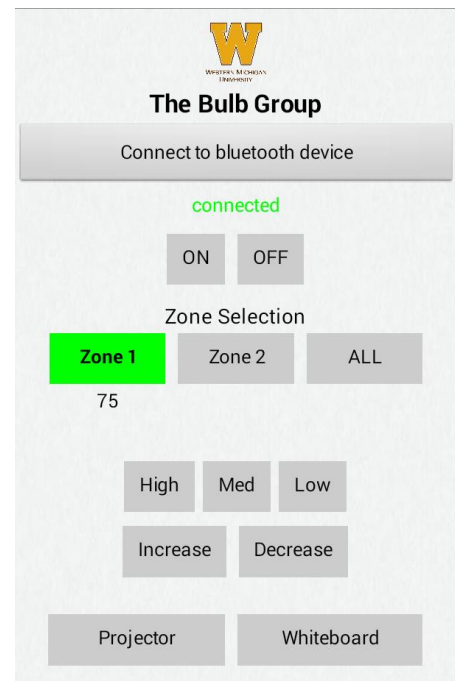 W
WESTERN MICHIGAN
UNIVERSITY
The Bulb Group
Connect to bluetooth device
connected
ON OFF
Zone Selection
Zone 1 Zone 2 ALL
75
High Med Low
Increase Decrease
Projector Whiteboard